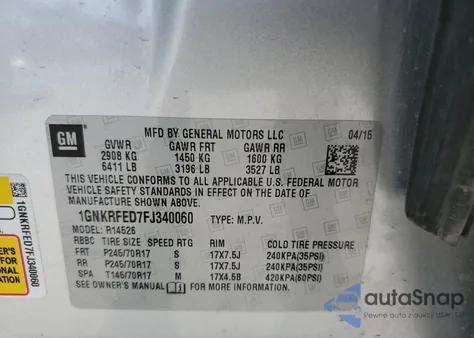 GM
MFD BY GENERAL MOTORS LLC
04/15
GVWR GAWR FRT GAWR RR
2908 KG 1450 KG 1600 KG
6411 LB 3196 LB 3527 LB
THIS VEHICLE CONFORMS TO ALL APPLICABLE U.S. FEDERAL MOTOR
VEHICLE SAFETY STANDARDS IN EFFECT ON THE DATE OF
MANUFACTURE SHOWN ABOVE.
1GNKRFED7FJ340060 TYPE: M.P.V.
MODEL: R14526
RBBC TIRE SIZE SPEED RTG RIM COLD TIRE PRESSURE
FRT P245/70R17 S 17X7.5J 240KPA(35PSI)
RR P245/70R17 S 17X7.5J 240KPA(35PSI)
SPA T145/70R17 M 17X4.5B 420KPA(60PSI)
SEE OWNER'S MANUAL FOR ADDITIONAL INFORMATION
1GNKRFED7FJ340060
autoSnap
Pewne auta z USA